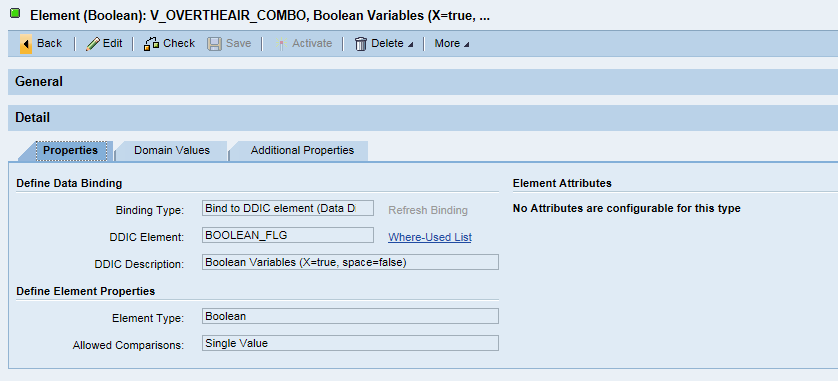 Element (Boolean): V_OVERTHEAIR_COMBO, Boolean Variables (X=true, ...
Back Edit Check Save Activate Delete More
General
Detail
Properties Domain Values Additional Properties
Define Data Binding Element Attributes
Binding Type: Bind to DDIC element (Data D Refresh Binding No Attributes are configurable for this type
DDIC Element: BOOLEAN_FLG Where-Used List
DDIC Description: Boolean Variables (X=true, space=false)
Define Element Properties
Element Type: Boolean
Allowed Comparisons: Single Value